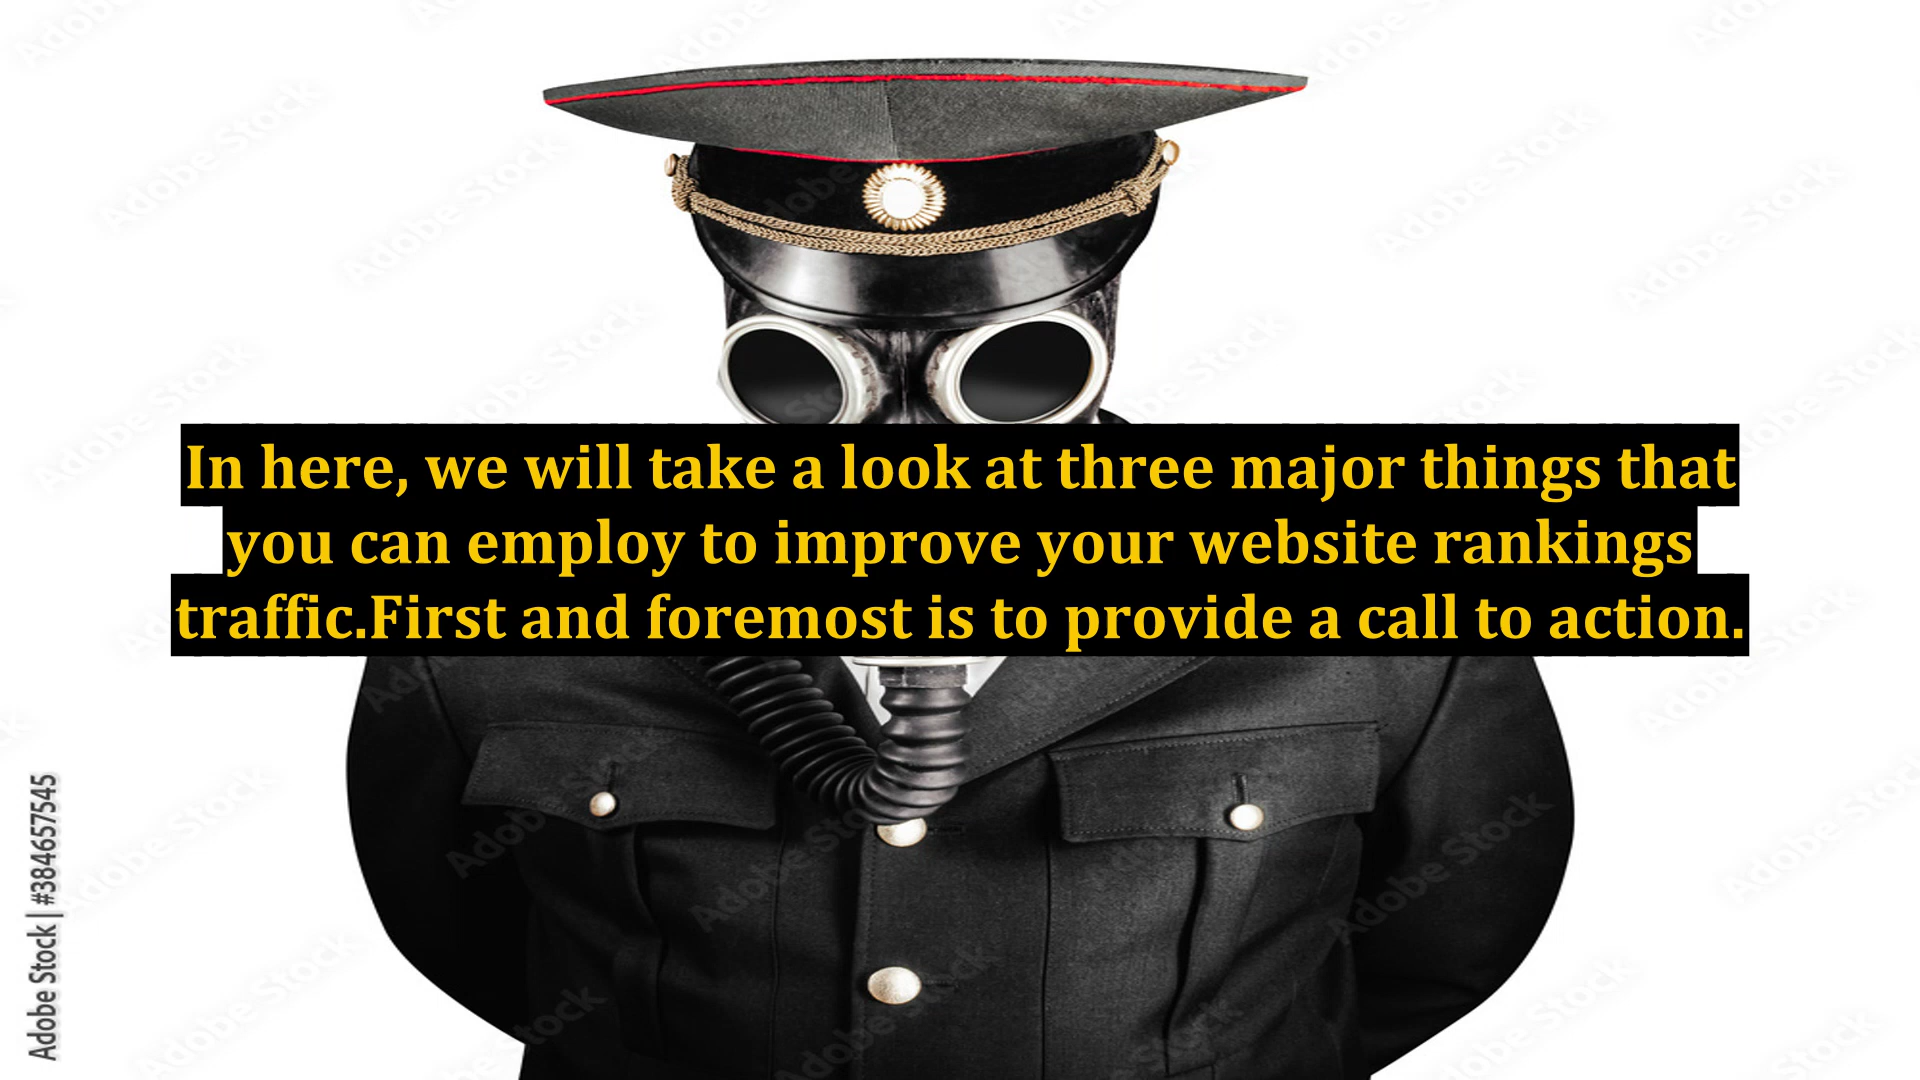 In here, we will take a look at three major things that
you can employ to improve your website rankings
traffic.First and foremost is to provide a call to action.
Adobe Stock | #384657545